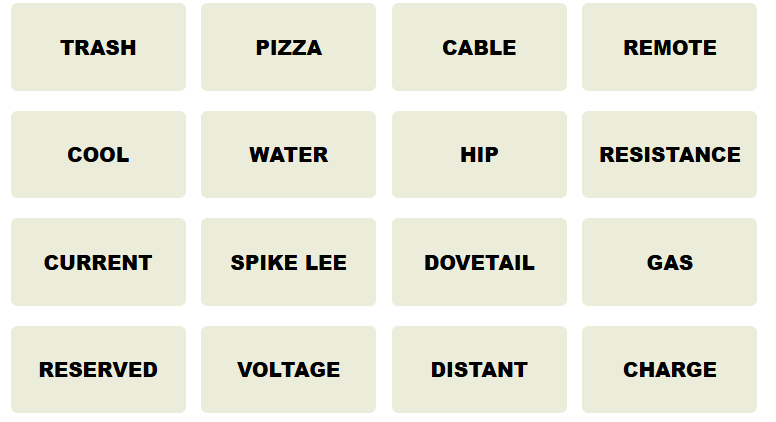 TRASH
PIZZA
CABLE
REMOTE
COOL
WATER
HIP
RESISTANCE
CURRENT
SPIKE LEE
DOVETAIL
GAS
RESERVED
VOLTAGE
DISTANT
CHARGE